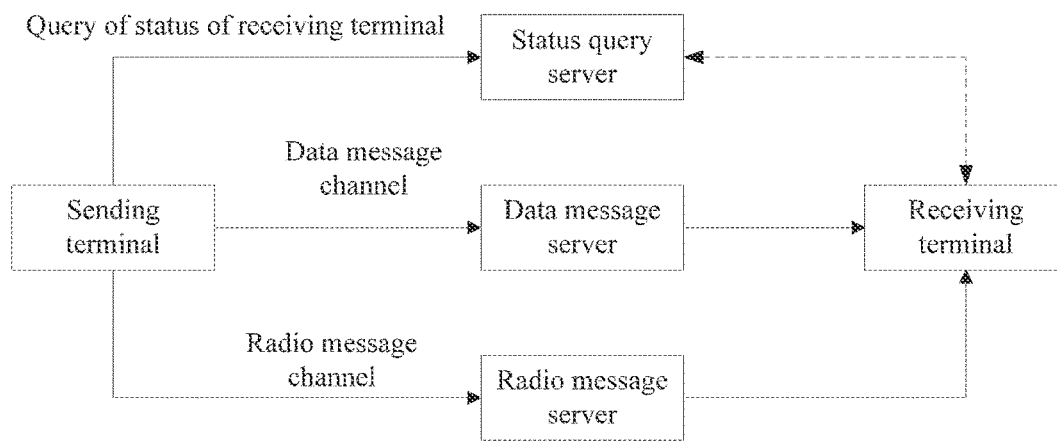 Query of status of receiving terminal
Status query
server
Data message
channel
Sending
terminal
Data message
server
Receiving
terminal
Radio message
channel
Radio message
server